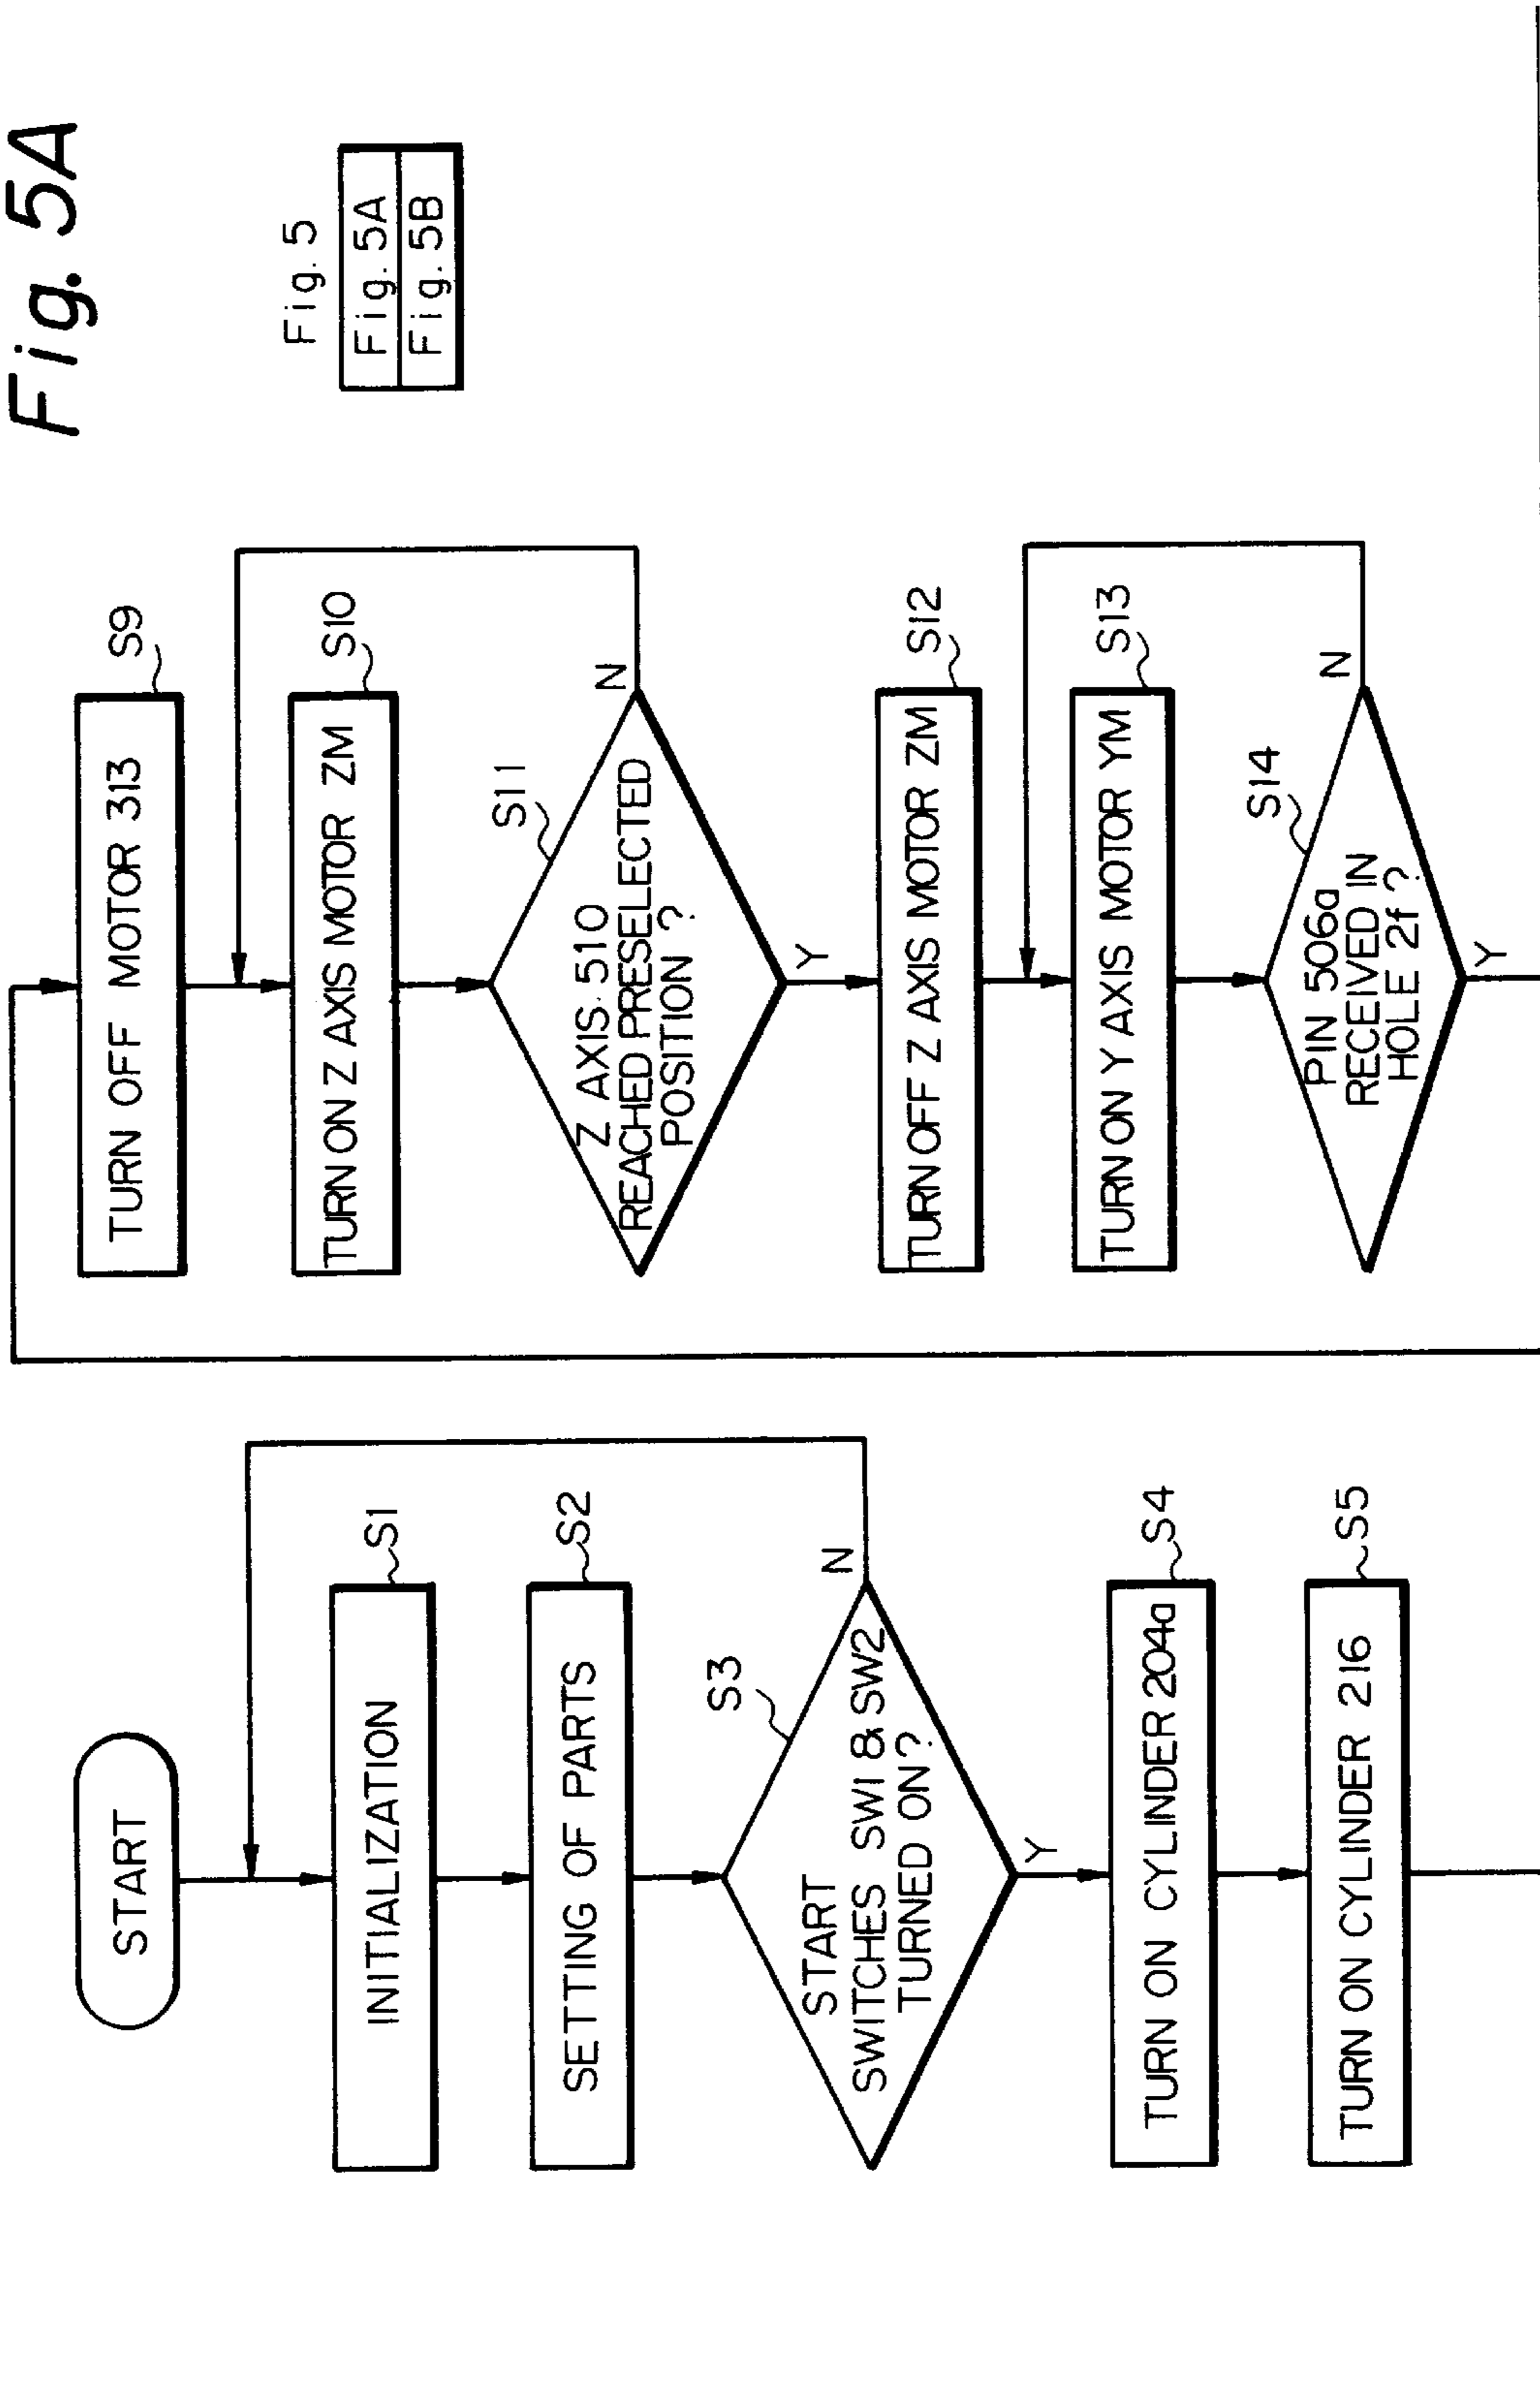 Fig. 5A
Fig. 5
Fig. 5A
Fig. 5B
START
INITIALIZATION
S1
SETTING OF PARTS
S2
START
SWITCHES SW1 & SW2
TURNED ON?
S3
N
Y
TURN ON CYLINDER 204a
S4
TURN ON CYLINDER 216
S5
TURN OFF MOTOR 313
S9
TURN ON Z AXIS MOTOR ZM
S10
Z AXIS 510
REACHED PRESELECTED
POSITION ?
S11
N
Y
TURN OFF Z AXIS MOTOR ZM
S12
TURN ON Y AXIS MOTOR YM
S13
PIN 506a
RECEIVED IN
HOLE 2f ?
S14
N
Y